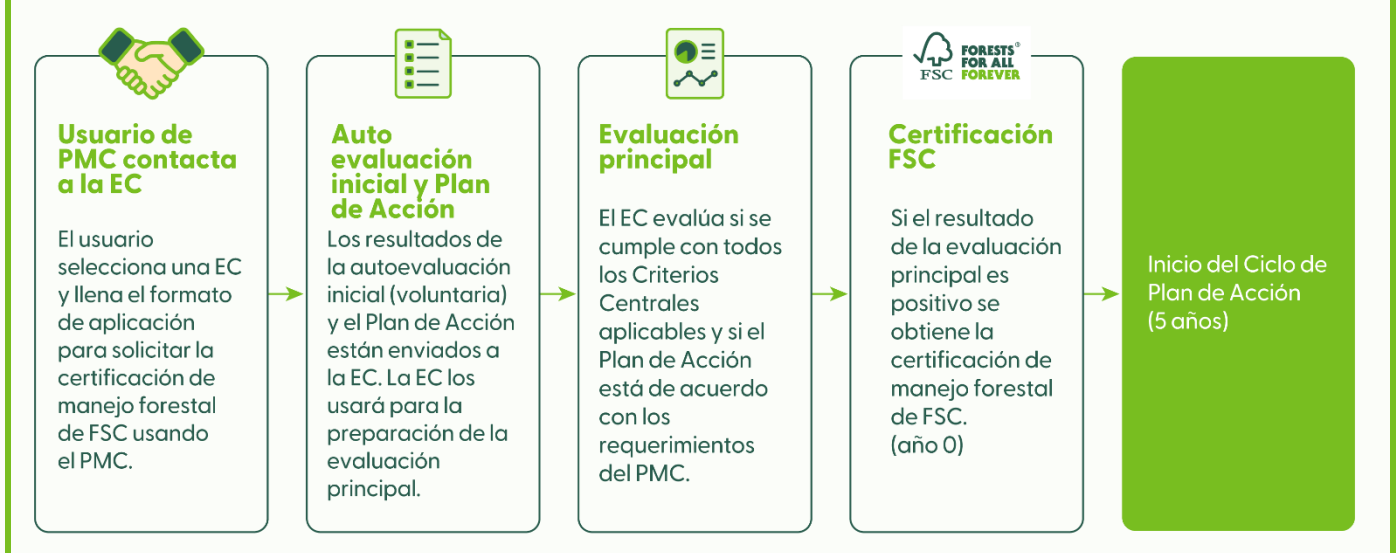 Usuario de
PMC contacta
a la EC
El usuario
selecciona una EC
y llena el formato
de aplicación
para solicitar la
certificación de
manejo forestal
de FSC usando
el PMC.
Auto
evaluación
inicial y Plan
de Acción
Los resultados de
la autoevaluación
inicial (voluntaria)
y el Plan de Acción
están enviados a
la EC. La EC los
usará para la
preparación de la
evaluación
principal.
Evaluación
principal
El EC evalúa si se
cumple con todos
los Criterios
Centrales
aplicables y si el
Plan de Acción
está de acuerdo
con los
requerimientos
del PMC.
FSC
FORESTS®
FOR ALL
FOREVER
Certificación
FSC
Si el resultado
de la evaluación
principal es
positivo se
obtiene la
certificación de
manejo forestal
de FSC.
(año 0)
Inicio del Ciclo de
Plan de Acción
(5 años)